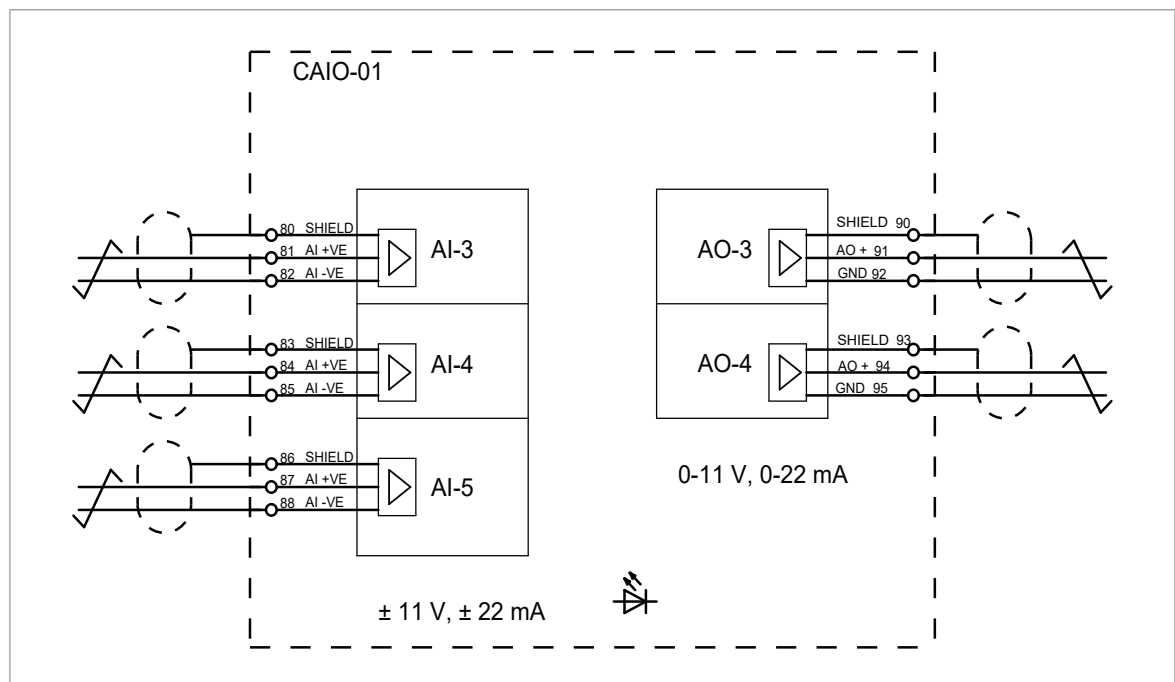 CAIO-01
80 SHIELD
81 AI +VE
82 AI -VE
AI-3
83 SHIELD
84 AI +VE
85 AI -VE
AI-4
86 SHIELD
87 AI +VE
88 AI -VE
AI-5
± 11 V, ± 22 mA
AO-3
SHIELD 90
AO + 91
GND 92
AO-4
SHIELD 93
AO + 94
GND 95
0-11 V, 0-22 mA